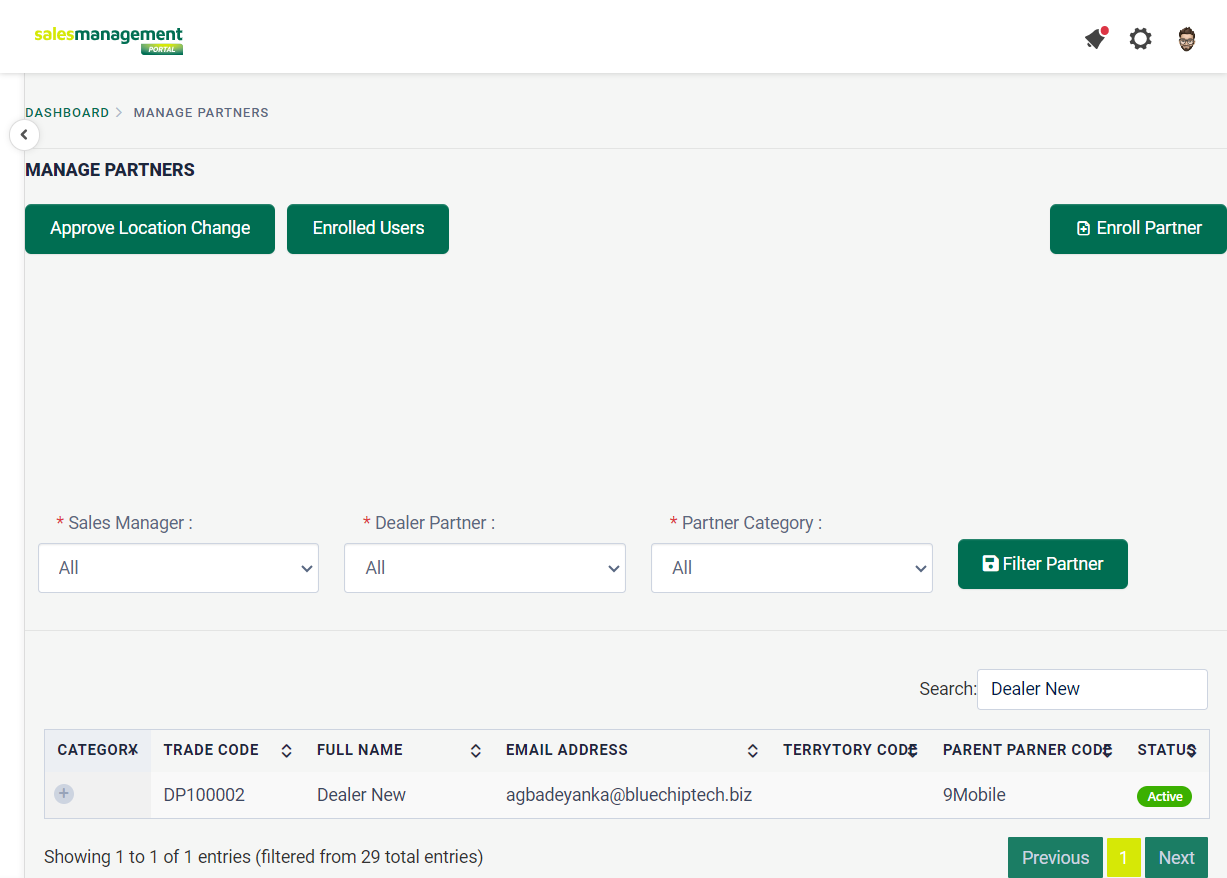 salesmanagement
PORTAL
DASHBOARD > MANAGE PARTNERS
MANAGE PARTNERS
Approve Location Change Enrolled Users Enroll Partner
* Sales Manager : * Dealer Partner : * Partner Category :
All All All Filter Partner
Search: Dealer New
CATEGORY TRADE CODE FULL NAME EMAIL ADDRESS TERRYTORY CODE PARENT PARNER CODE STATUS
DP100002 Dealer New agbadeyanka@bluechiptech.biz 9Mobile Active
Showing 1 to 1 of 1 entries (filtered from 29 total entries) Previous 1 Next